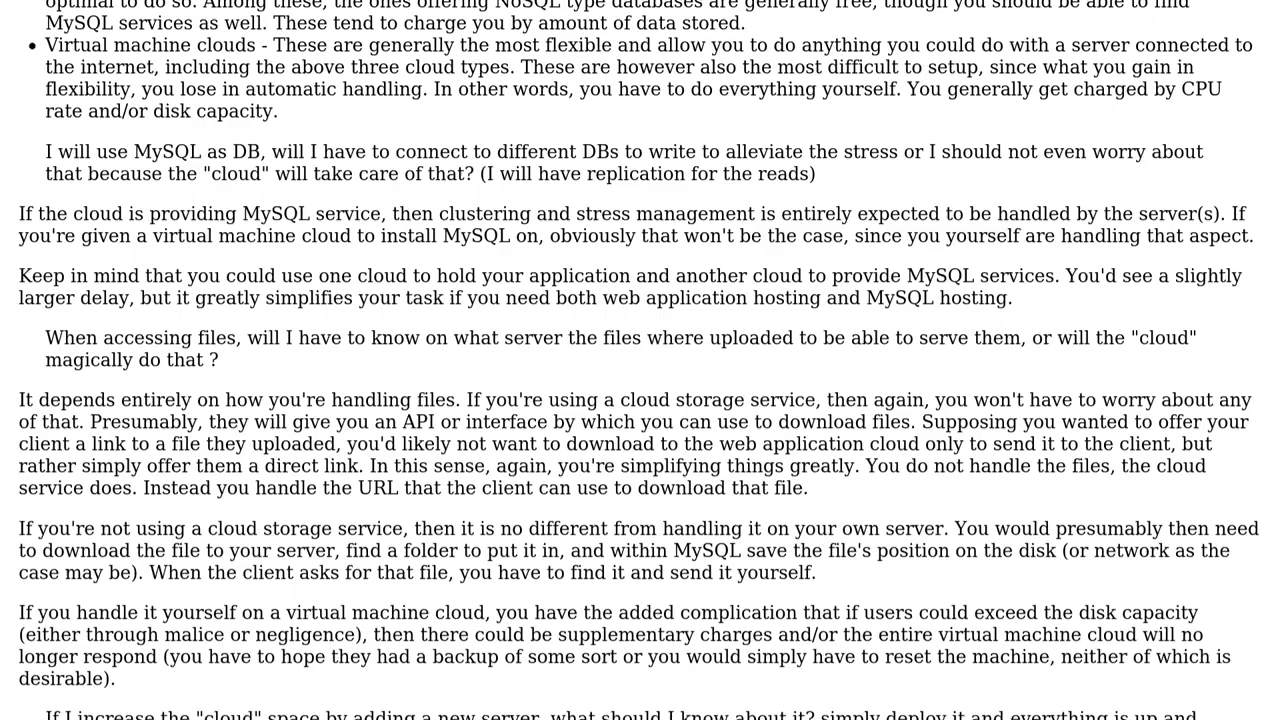 optimal to do so. Among these, the ones offering NoSQL type databases are generally free, though you should be able to find
MySQL services as well. These tend to charge you by amount of data stored.
• Virtual machine clouds - These are generally the most flexible and allow you to do anything you could do with a server connected to
the internet, including the above three cloud types. These are however also the most difficult to setup, since what you gain in
flexibility, you lose in automatic handling. In other words, you have to do everything yourself. You generally get charged by CPU
rate and/or disk capacity.
I will use MySQL as DB, will I have to connect to different DBs to write to alleviate the stress or I should not even worry about
that because the "cloud" will take care of that? (I will have replication for the reads)
If the cloud is providing MySQL service, then clustering and stress management is entirely expected to be handled by the server(s). If
you're given a virtual machine cloud to install MySQL on, obviously that won't be the case, since you yourself are handling that aspect.
Keep in mind that you could use one cloud to hold your application and another cloud to provide MySQL services. You'd see a slightly
larger delay, but it greatly simplifies your task if you need both web application hosting and MySQL hosting.
When accessing files, will I have to know on what server the files where uploaded to be able to serve them, or will the "cloud"
magically do that ?
It depends entirely on how you're handling files. If you're using a cloud storage service, then again, you won't have to worry about any
of that. Presumably, they will give you an API or interface by which you can use to download files. Supposing you wanted to offer your
client a link to a file they uploaded, you'd likely not want to download to the web application cloud only to send it to the client, but
rather simply offer them a direct link. In this sense, again, you're simplifying things greatly. You do not handle the files, the cloud
service does. Instead you handle the URL that the client can use to download that file.
If you're not using a cloud storage service, then it is no different from handling it on your own server. You would presumably then need
to download the file to your server, find a folder to put it in, and within MySQL save the file's position on the disk (or network as the
case may be). When the client asks for that file, you have to find it and send it yourself.
If you handle it yourself on a virtual machine cloud, you have the added complication that if users could exceed the disk capacity
(either through malice or negligence), then there could be supplementary charges and/or the entire virtual machine cloud will no
longer respond (you have to hope they had a backup of some sort or you would simply have to reset the machine, neither of which is
desirable).
If I increase the "cloud" space by adding a new server, what should I know about it? simply deploy it and everything is up and